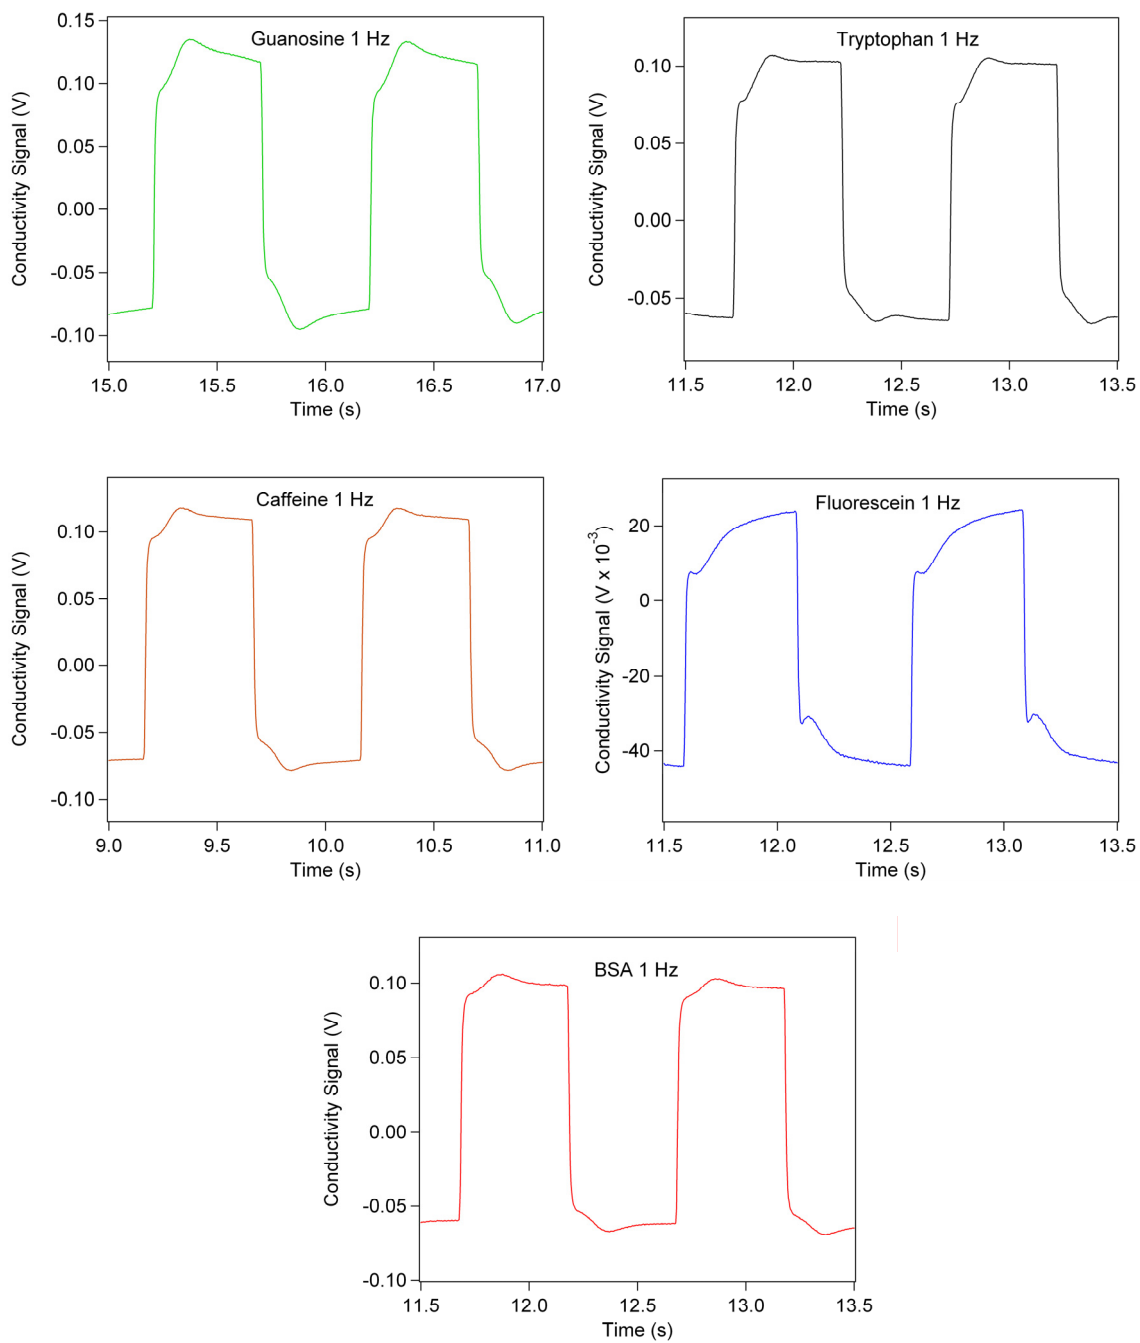 Guanosine 1 Hz
Conductivity Signal (V)
0.15
0.10
0.05
0.00
-0.05
-0.10
15.0 15.5 16.0 16.5 17.0
Time (s)
Tryptophan 1 Hz
Conductivity Signal (V)
0.10
0.05
0.00
-0.05
11.5 12.0 12.5 13.0 13.5
Time (s)
Caffeine 1 Hz
Conductivity Signal (V)
0.10
0.05
0.00
-0.05
-0.10
9.0 9.5 10.0 10.5 11.0
Time (s)
Fluorescein 1 Hz
Conductivity Signal (V x 10⁻³)
20
0
-20
-40
11.5 12.0 12.5 13.0 13.5
Time (s)
BSA 1 Hz
Conductivity Signal (V)
0.10
0.05
0.00
-0.05
-0.10
11.5 12.0 12.5 13.0 13.5
Time (s)